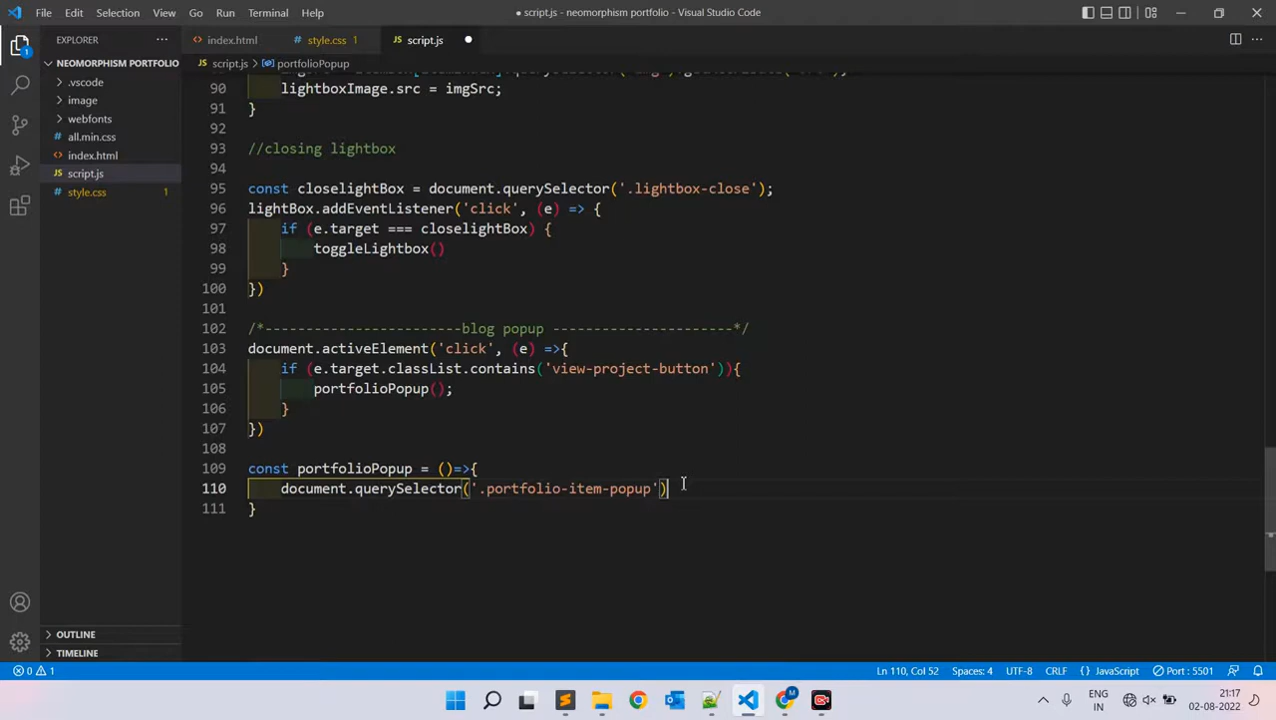 File Edit Selection View Go Run Terminal Help
● script.js - neomorphism portfolio - Visual Studio Code
EXPLORER ···
index.html
# style.css 1
JS script.js ●
NEOMORPHISM PORTFOLIO
JS script.js > portfolioPopup
.vscode
image
webfonts
# all.min.css
<> index.html
JS script.js
# style.css 1
90 lightboxImage.src = imgSrc;
91 }
92
93 //closing lightbox
94
95 const closelightBox = document.querySelector('.lightbox-close');
96 lightBox.addEventListener('click', (e) => {
97 if (e.target === closelightBox) {
98 toggleLightbox()
99 }
100 })
101
102 /*------------------------blog popup ----------------------*/
103 document.activeElement('click', (e) =>{
104 if (e.target.classList.contains('view-project-button')){
105 portfolioPopup();
106 }
107 })
108
109 const portfolioPopup = ()=>{
110 document.querySelector('.portfolio-item-popup')
111 }
OUTLINE
TIMELINE
0 1 Ln 110, Col 52 Spaces: 4 UTF-8 CRLF {} JavaScript Port : 5501
1
M
ENG
IN
21:17
02-08-2022